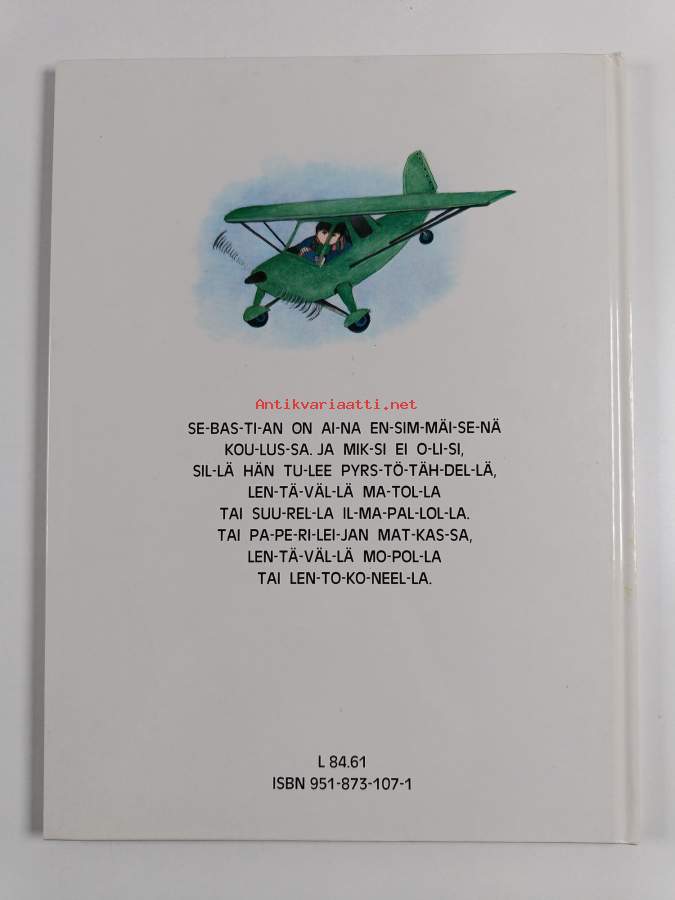 Antikvariaatti.net
SE-BAS-TI-AN ON AI-NA EN-SIM-MÄI-SE-NÄ
KOU-LUS-SA. JA MIK-SI EI O-LI-SI,
SIL-LÄ HÄN TU-LEE PYRS-TÖ-TÄH-DEL-LÄ,
LEN-TÄ-VÄL-LÄ MA-TOL-LA
TAI SUU-REL-LA IL-MA-PAL-LOL-LA.
TAI PA-PE-RI-LEI-JAN MAT-KAS-SA,
LEN-TÄ-VÄL-LÄ MO-POL-LA
TAI LEN-TO-KO-NEEL-LA.
L 84.61
ISBN 951-873-107-1